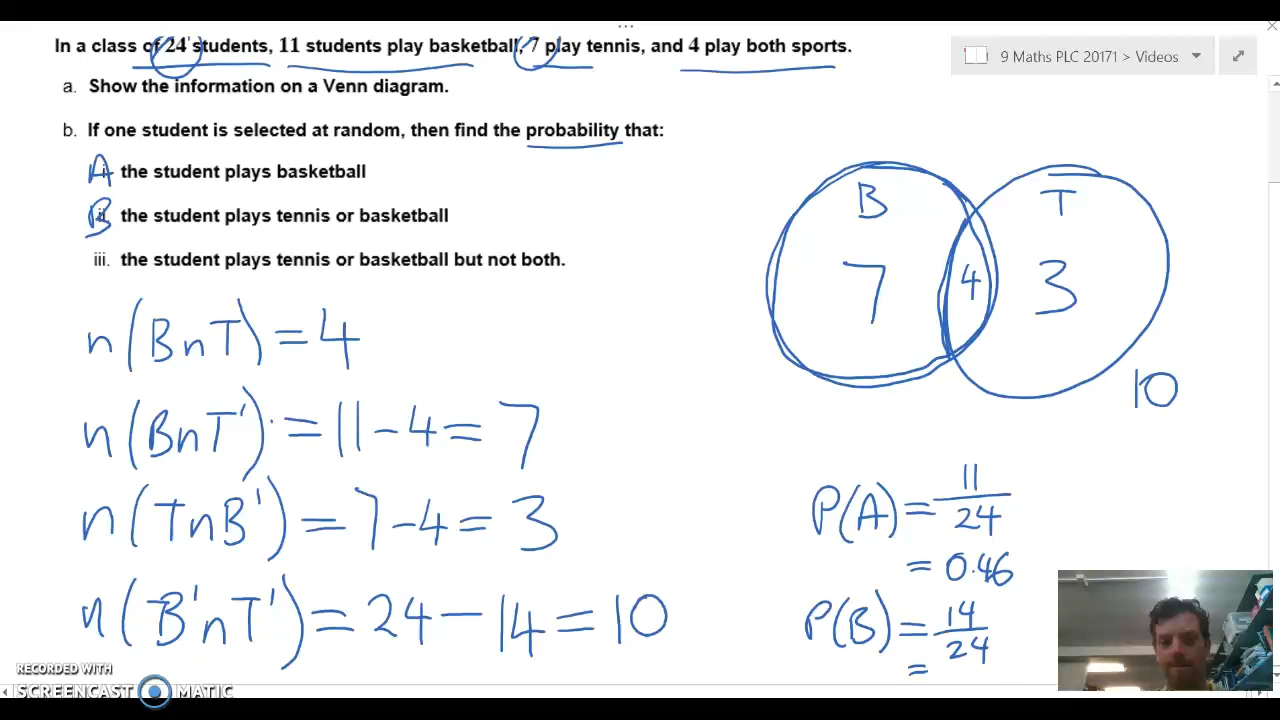 In a class of 24 students, 11 students play basketball, 7 play tennis, and 4 play both sports.
9 Maths PLC 20171 > Videos
a. Show the information on a Venn diagram.
b. If one student is selected at random, then find the probability that:
A i. the student plays basketball
B ii. the student plays tennis or basketball
iii. the student plays tennis or basketball but not both.
B T
7 4 3
10
n(B∩T) = 4
n(B∩T') = 11 - 4 = 7
n(T∩B') = 7 - 4 = 3
n(B'∩T') = 24 - 14 = 10
P(A) = 11/24
= 0.46
P(B) = 14/24
=
RECORDED WITH
SCREENCAST MATIC